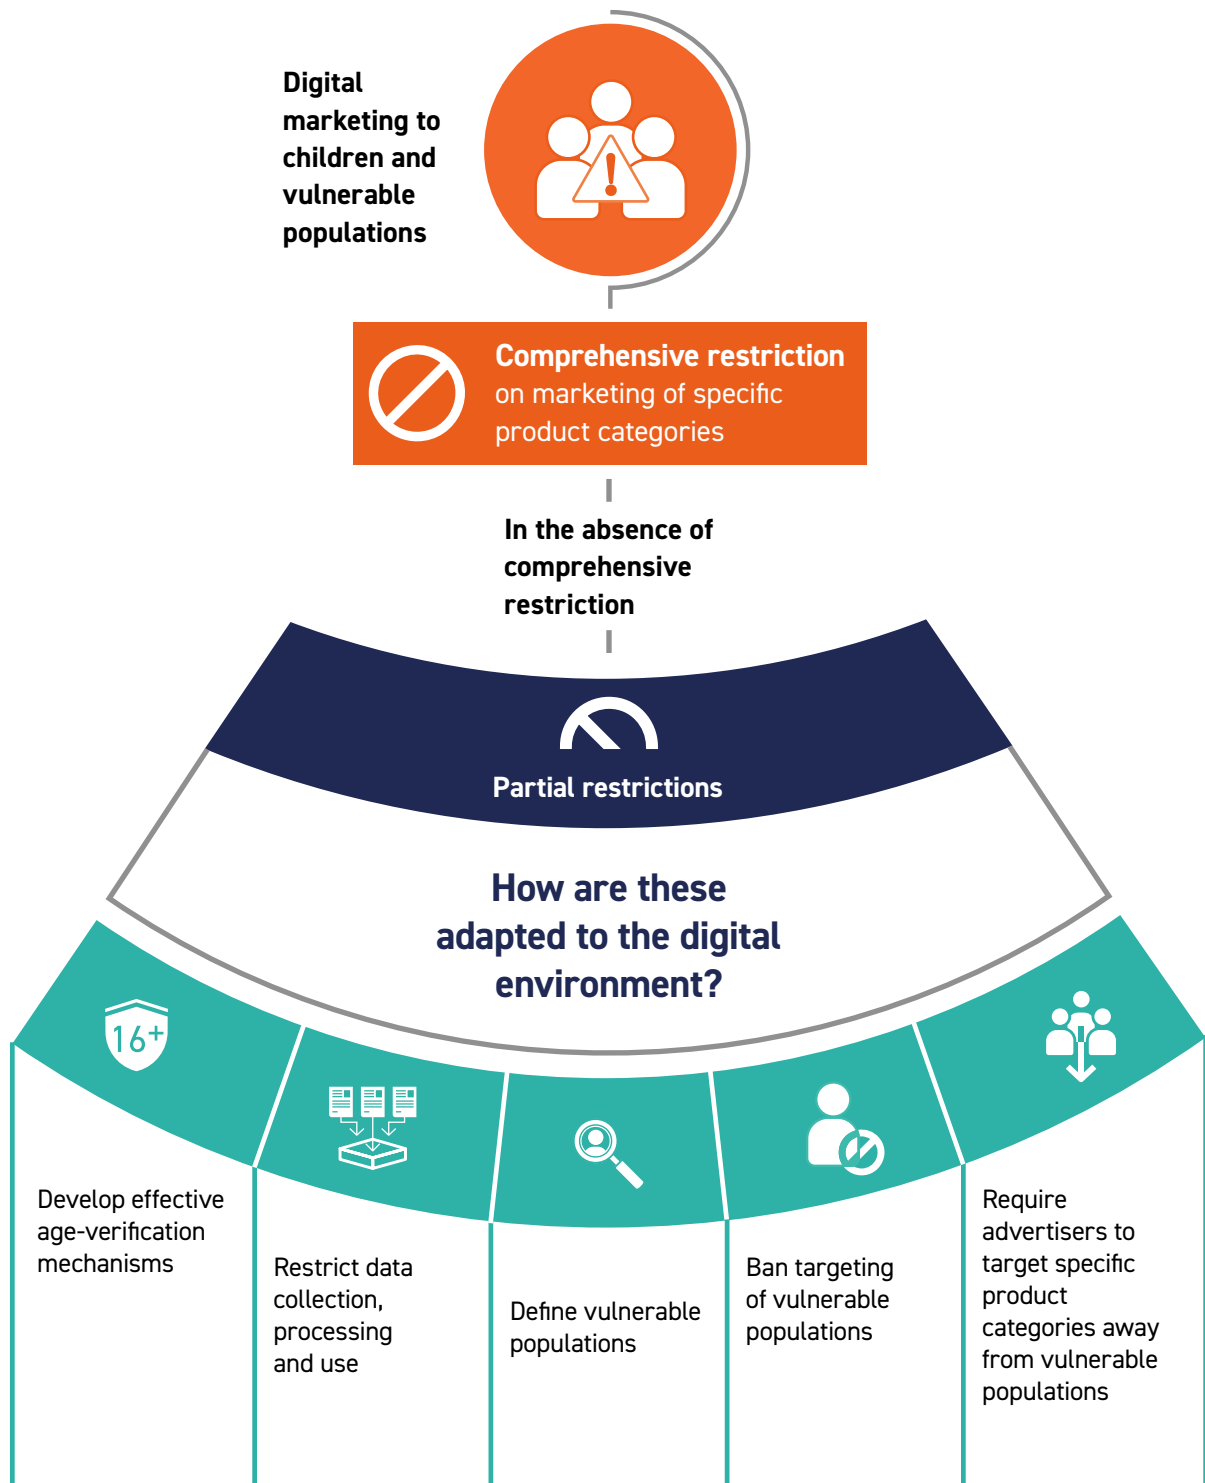 Digital
marketing to
children and
vulnerable
populations
Comprehensive restriction
on marketing of specific
product categories
In the absence of
comprehensive
restriction
Partial restrictions
How are these
adapted to the digital
environment?
16+
Develop effective
age-verification
mechanisms
Restrict data
collection,
processing
and use
Define vulnerable
populations
Ban targeting
of vulnerable
populations
Require
advertisers to
target specific
product
categories away
from vulnerable
populations